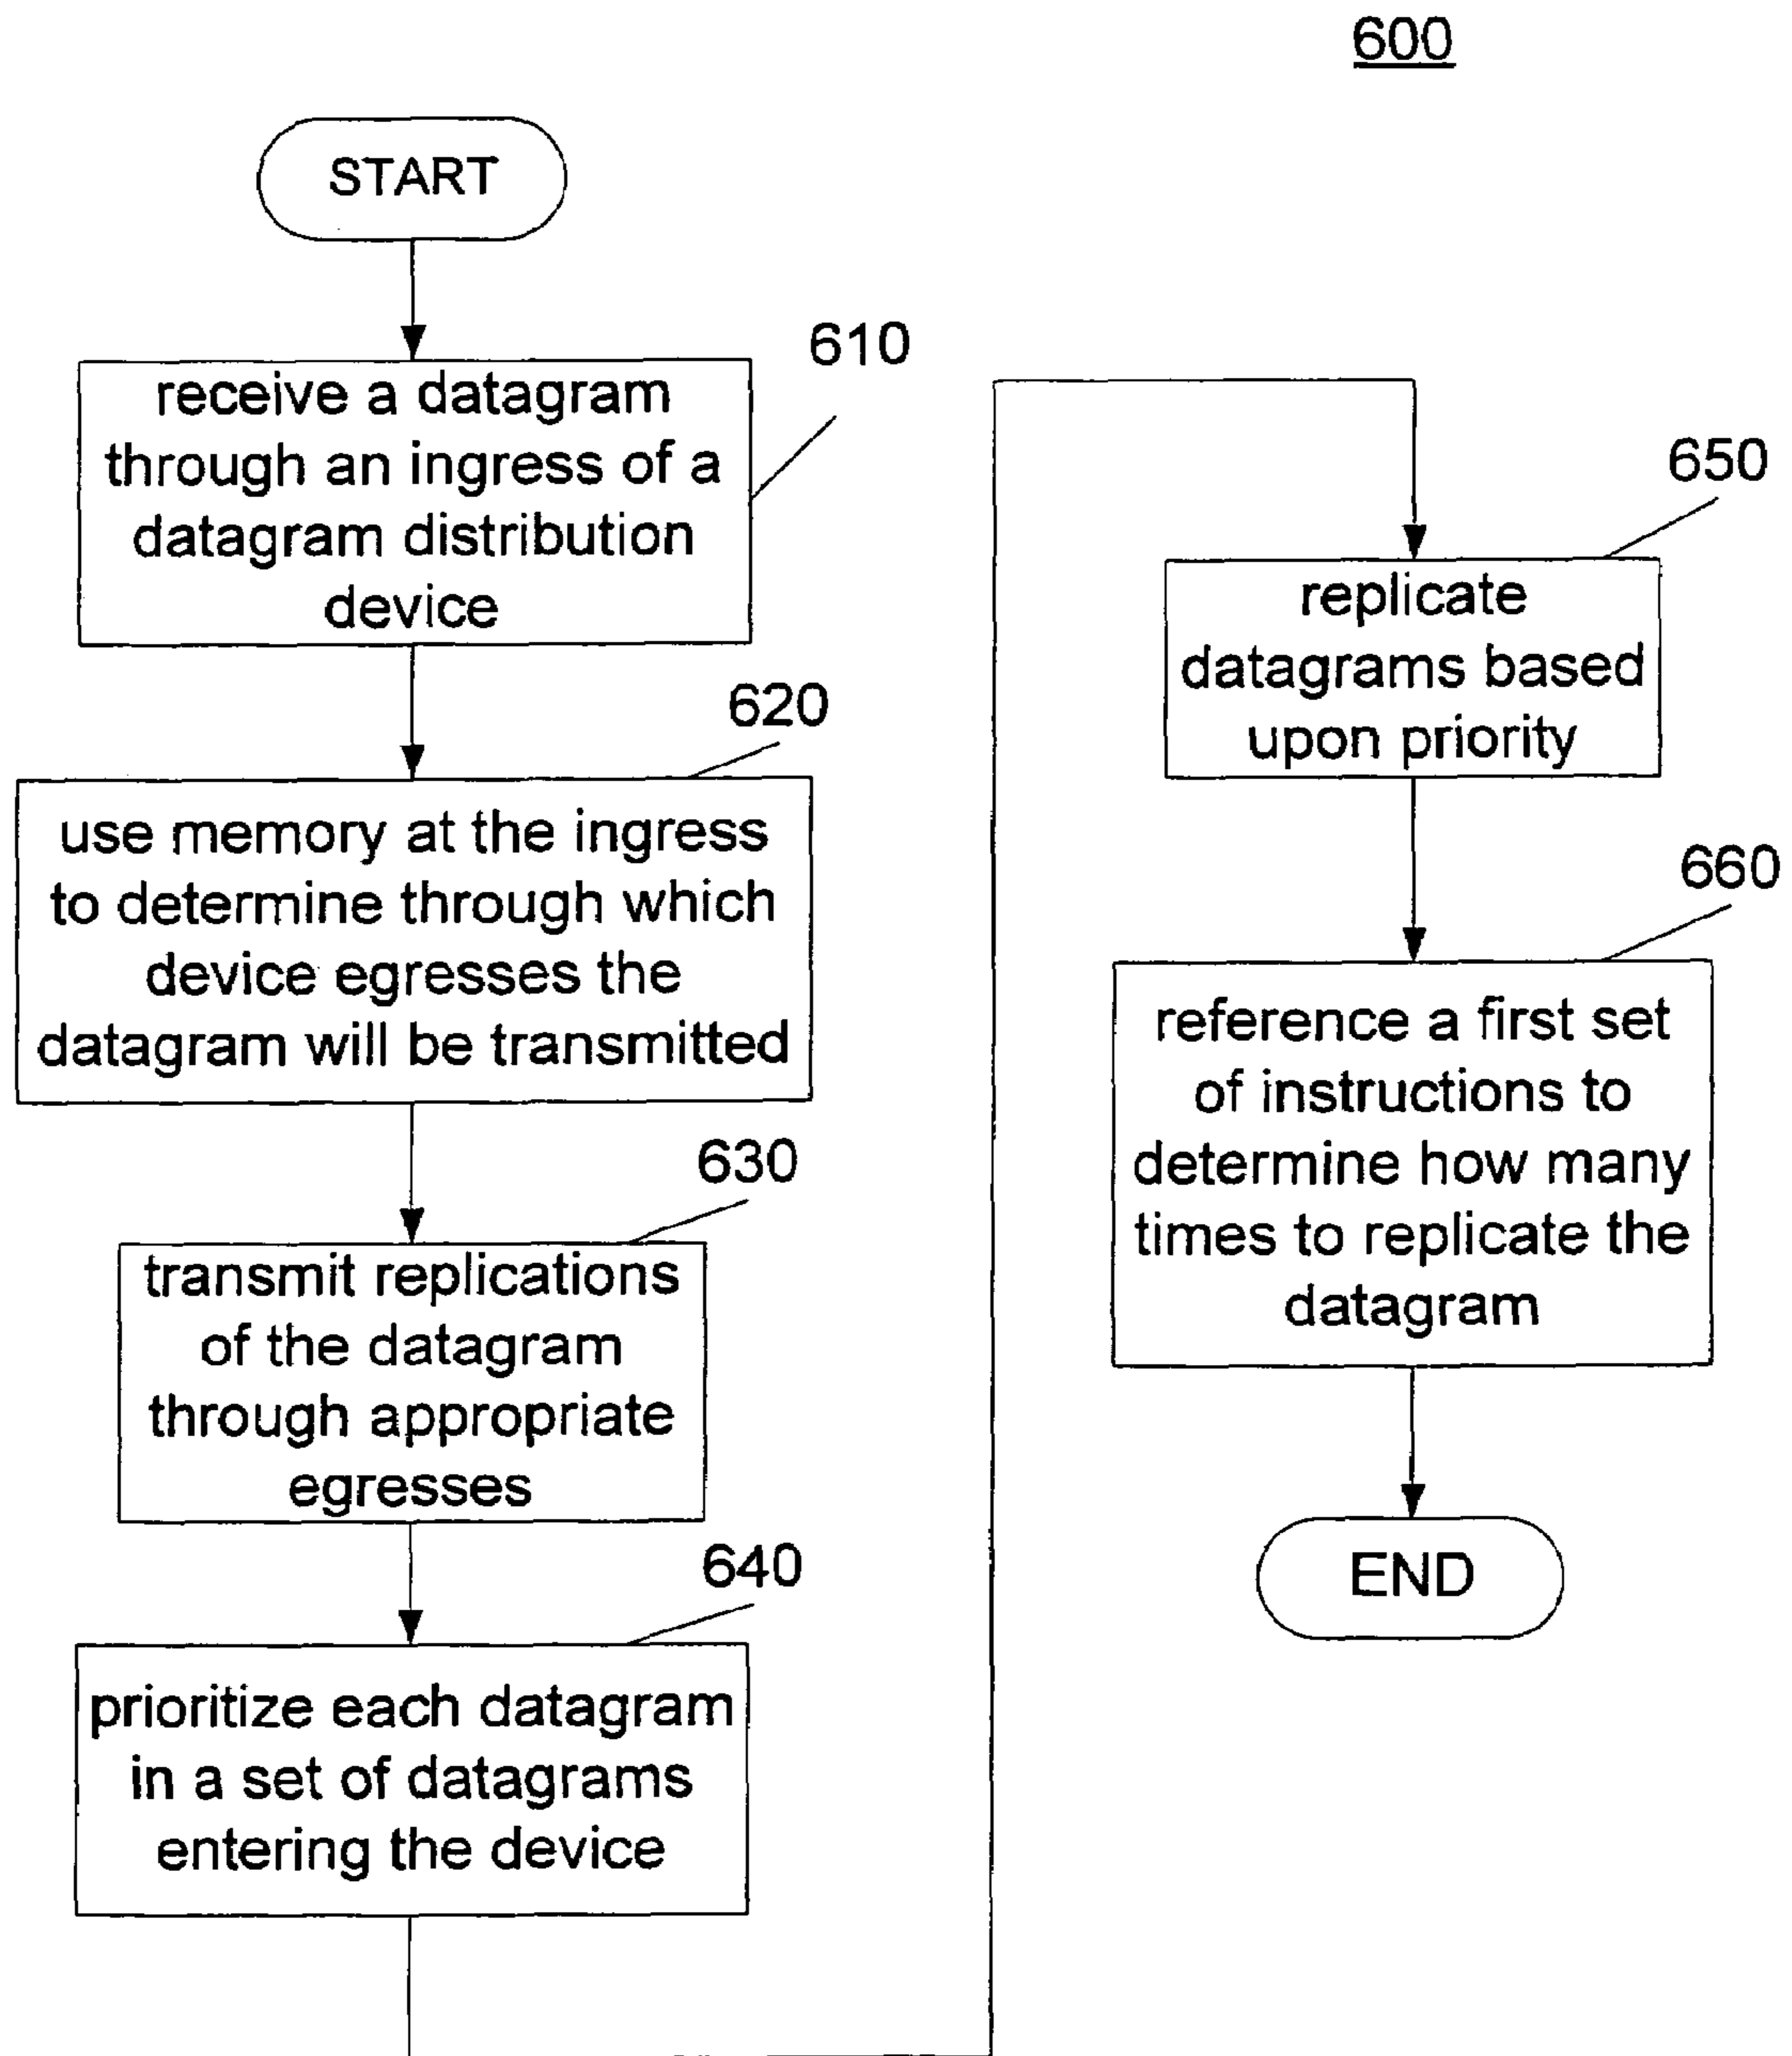 600
START
610
receive a datagram
through an ingress of a
datagram distribution
device
620
use memory at the ingress
to determine through which
device egresses the
datagram will be transmitted
630
transmit replications
of the datagram
through appropriate
egresses
640
prioritize each datagram
in a set of datagrams
entering the device
650
replicate
datagrams based
upon priority
660
reference a first set
of instructions to
determine how many
times to replicate the
datagram
END